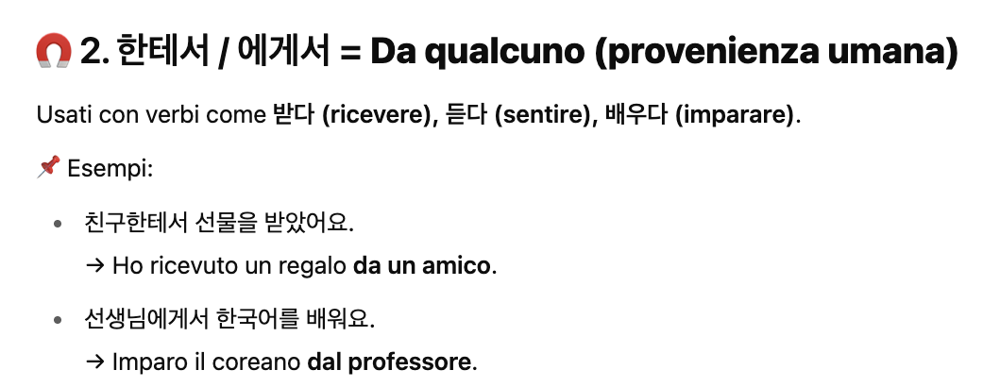 🧲 2. 한테서 / 에게서 = Da qualcuno (provenienza umana)
Usati con verbi come 받다 (ricevere), 듣다 (sentire), 배우다 (imparare).
📌 Esempi:
• 친구한테서 선물을 받았어요.
→ Ho ricevuto un regalo da un amico.
• 선생님에게서 한국어를 배워요.
→ Imparo il coreano dal professore.